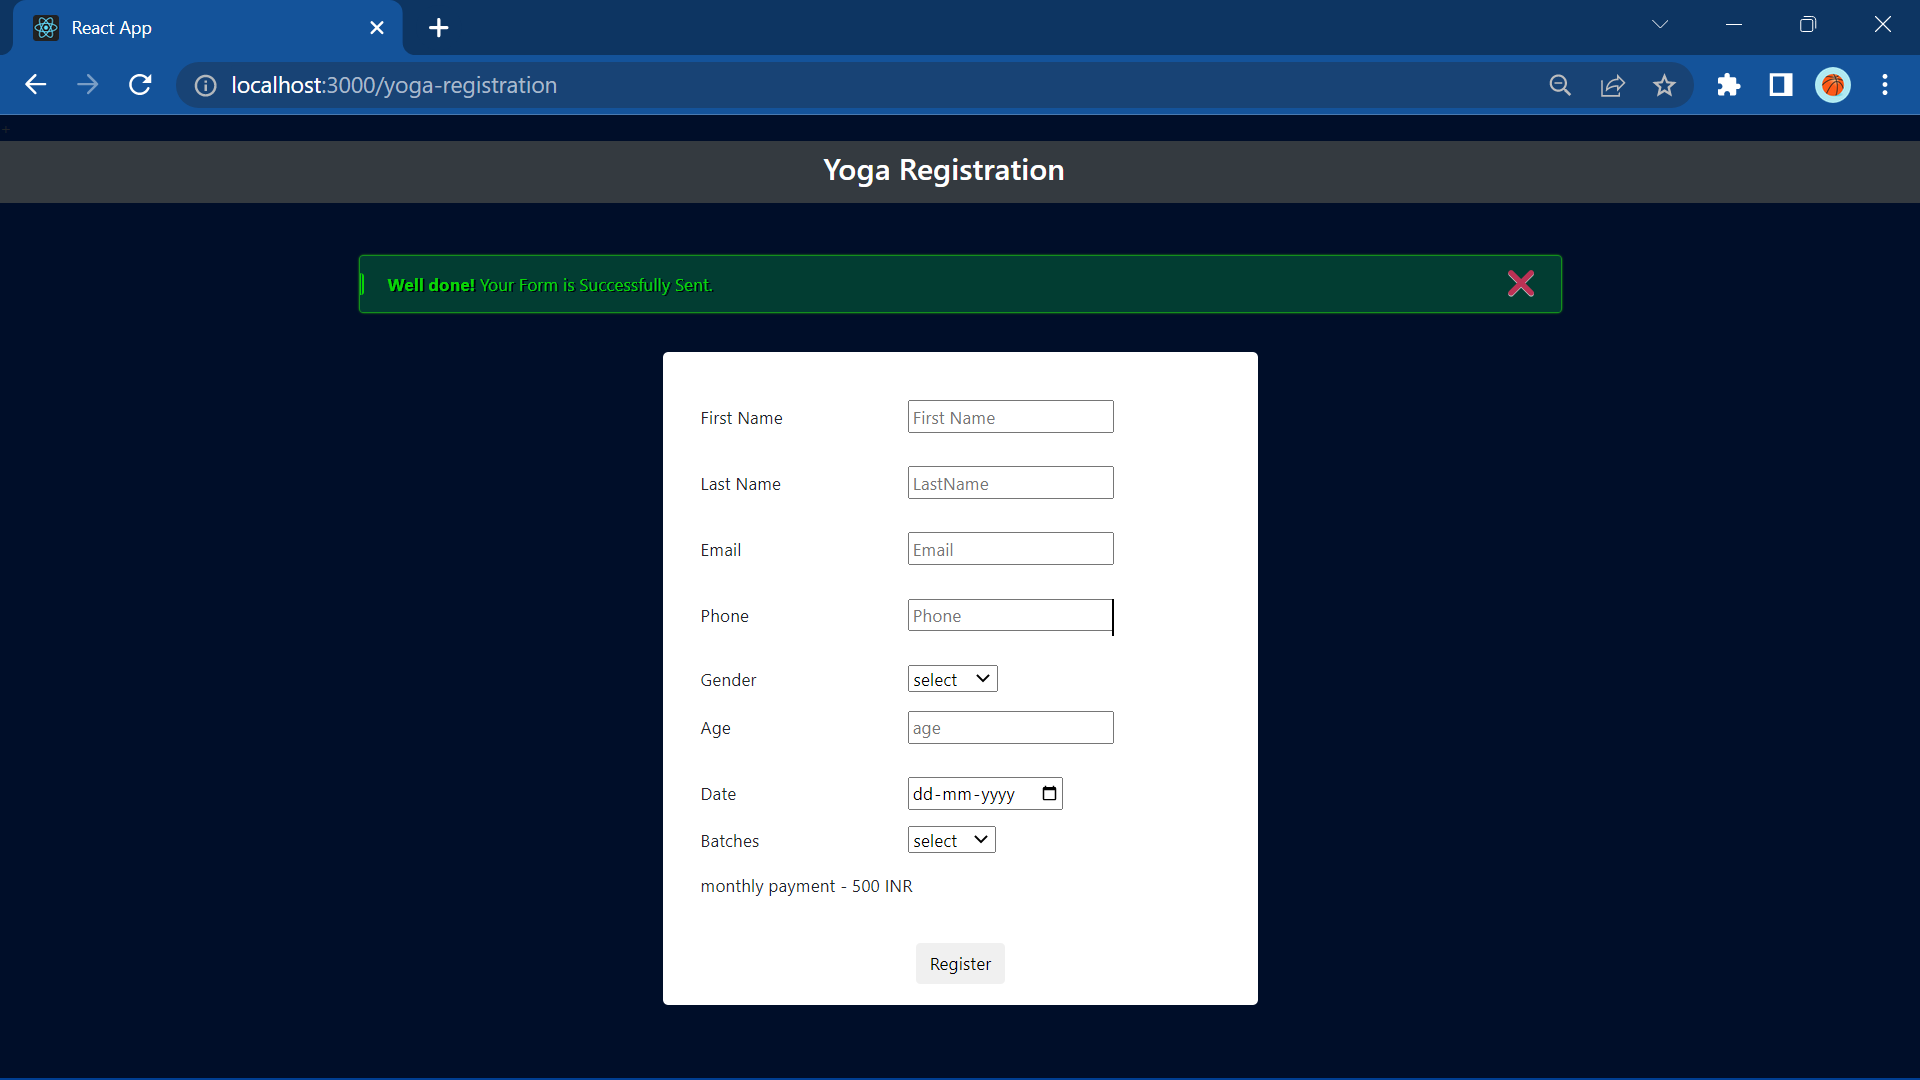 React App
localhost:3000/yoga-registration
+
Yoga Registration
Well done! Your Form is Successfully Sent.
First Name First Name
Last Name LastName
Email Email
Phone Phone
Gender select
Age age
Date dd-mm-yyyy
Batches select
monthly payment - 500 INR
Register